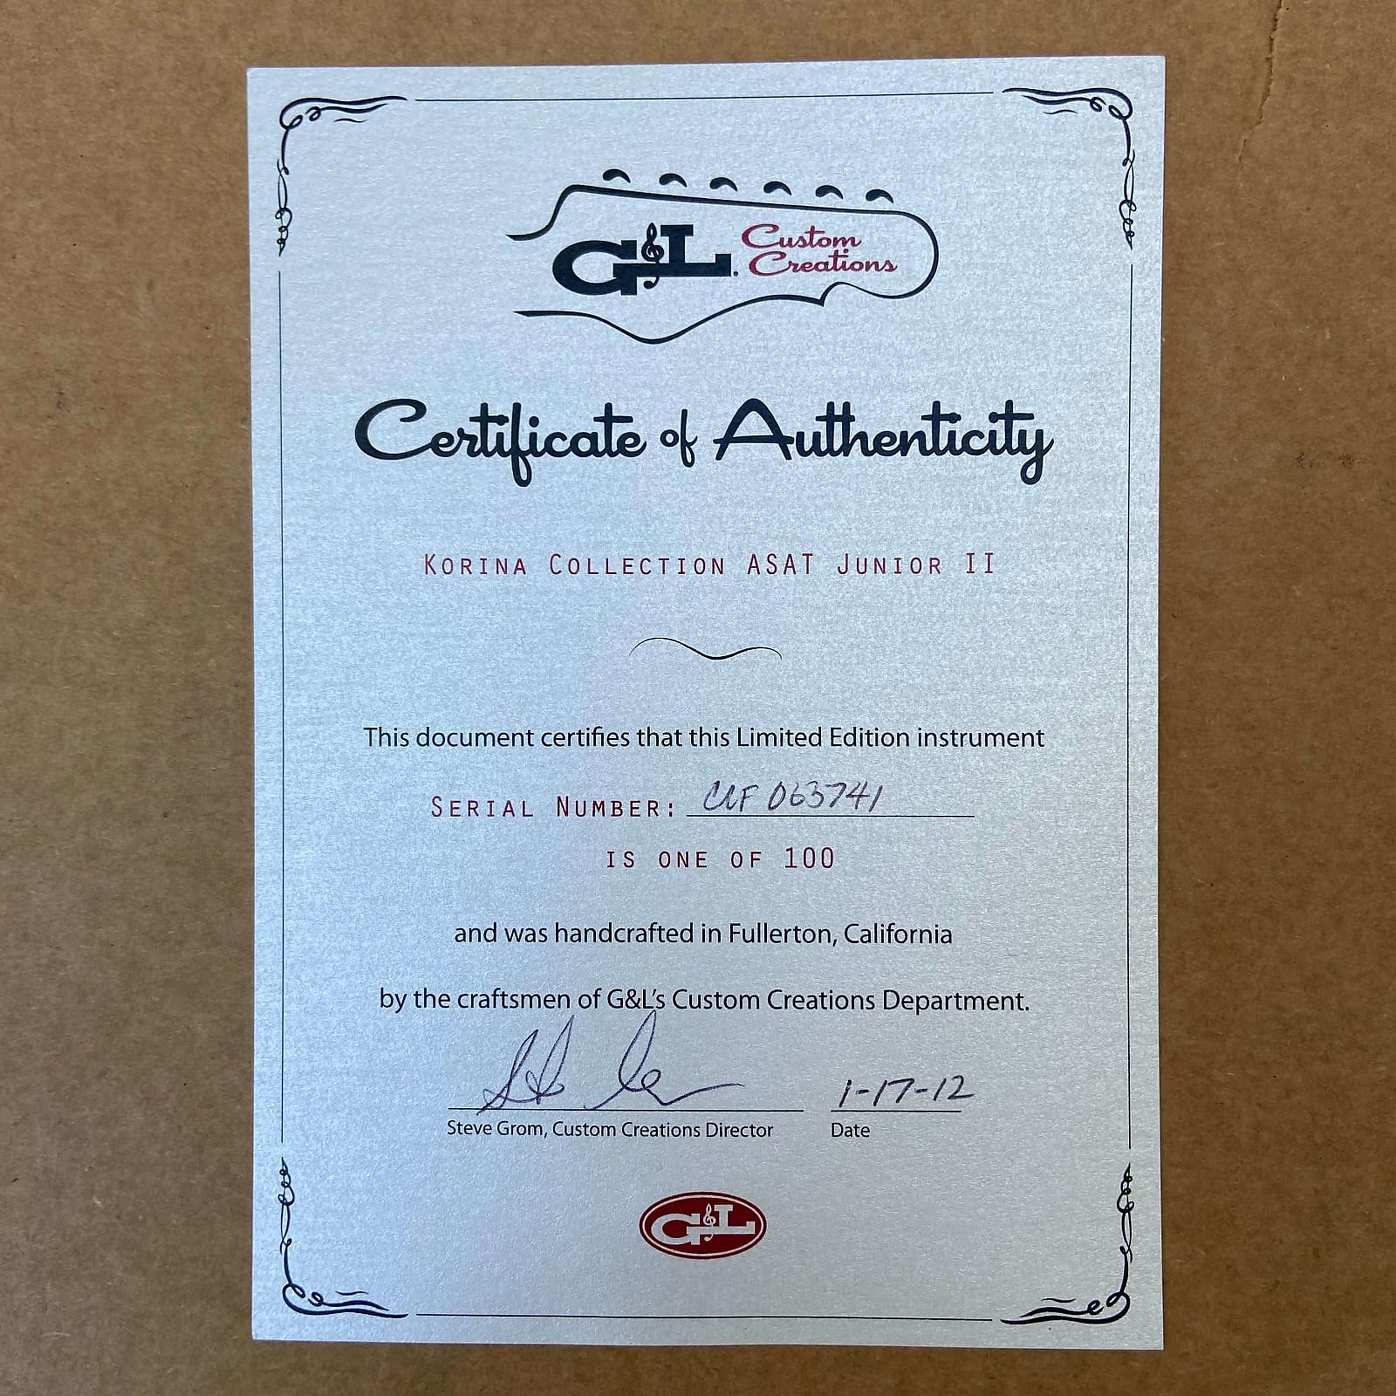 G&L. Custom Creations
Certificate of Authenticity
Korina Collection ASAT Junior II
This document certifies that this Limited Edition instrument
Serial Number: CLF 063741
is one of 100
and was handcrafted in Fullerton, California
by the craftsmen of G&L's Custom Creations Department.
1-17-12
Steve Grom, Custom Creations Director Date
G&L